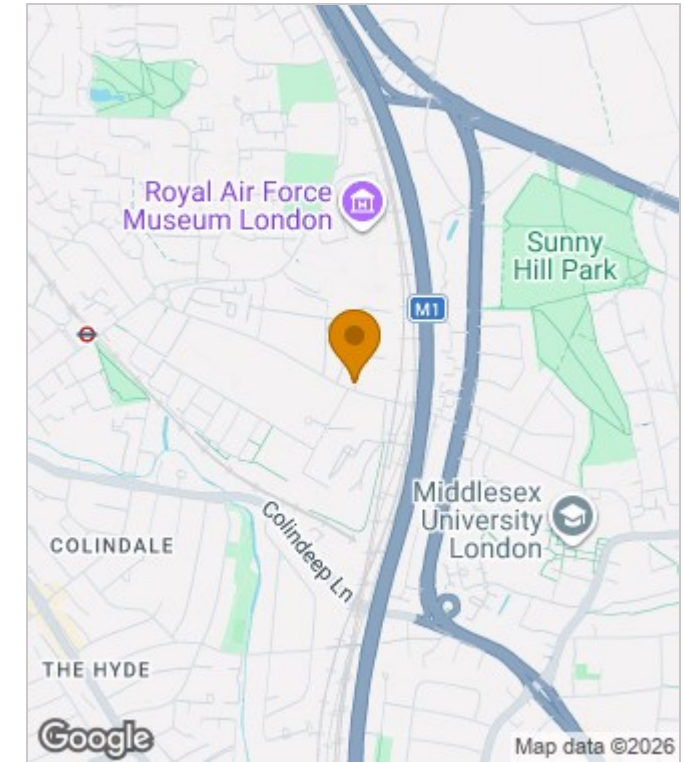 Royal Air Force
Museum London
Sunny
Hill Park
M1
Middlesex
University
London
Colindeep Ln
COLINDALE
THE HYDE
Google
Map data ©2026